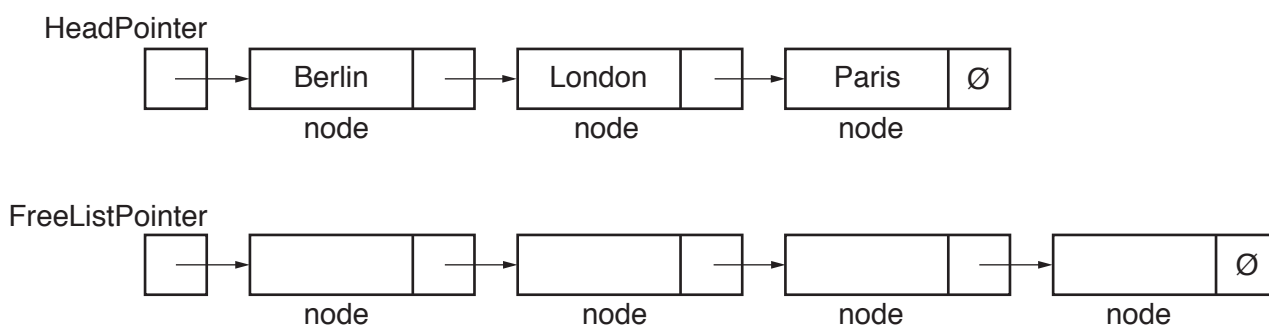 HeadPointer
Berlin London Paris Ø
node node node
FreeListPointer
Ø
node node node node